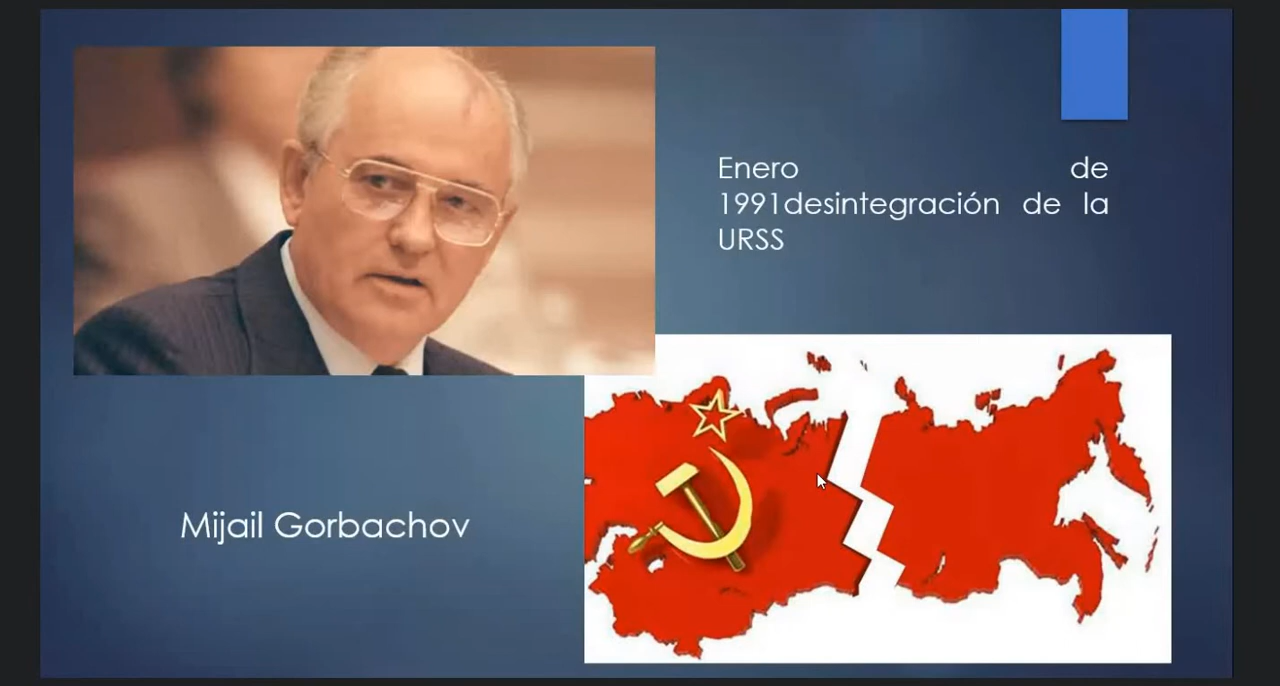 Enero de
1991desintegración de la
URSS
Mijail Gorbachov